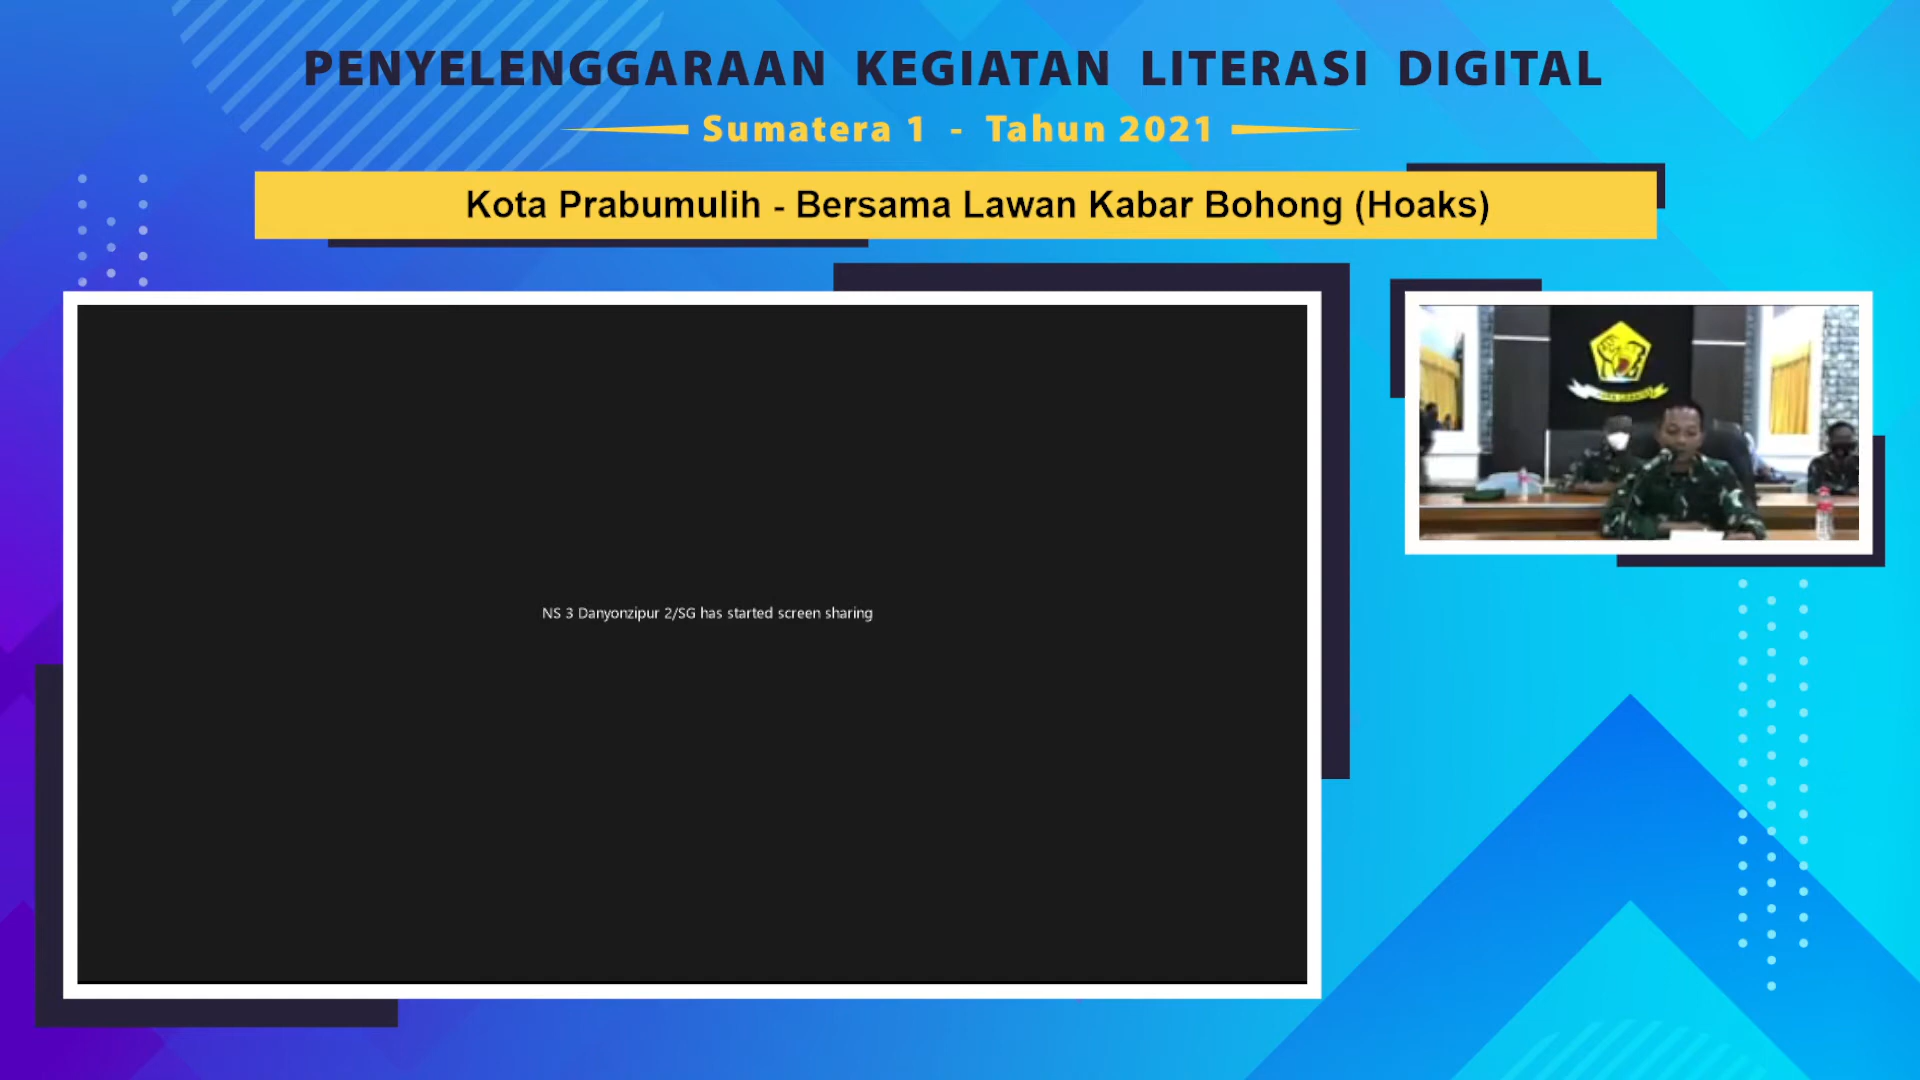 PENYELENGGARAAN KEGIATAN LITERASI DIGITAL
Sumatera 1 - Tahun 2021
Kota Prabumulih - Bersama Lawan Kabar Bohong (Hoaks)
NS 3 Danyonzipur 2/SG has started screen sharing